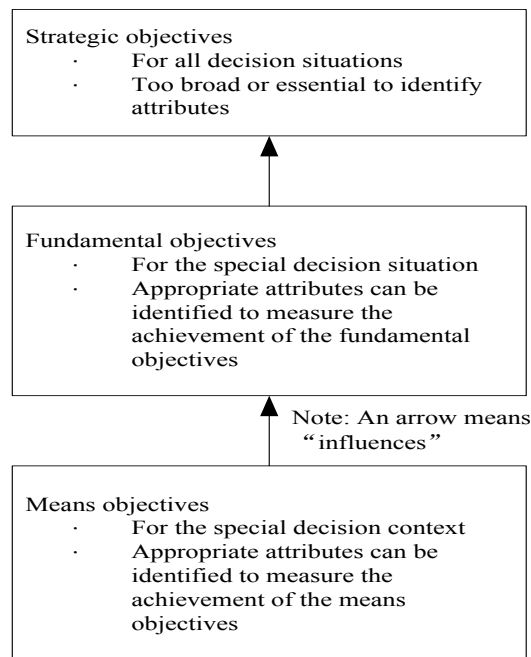 Strategic objectives
· For all decision situations
· Too broad or essential to identify
attributes
Fundamental objectives
· For the special decision situation
· Appropriate attributes can be
identified to measure the
achievement of the fundamental
objectives
Note: An arrow means
“influences”
Means objectives
· For the special decision context
· Appropriate attributes can be
identified to measure the
achievement of the means
objectives